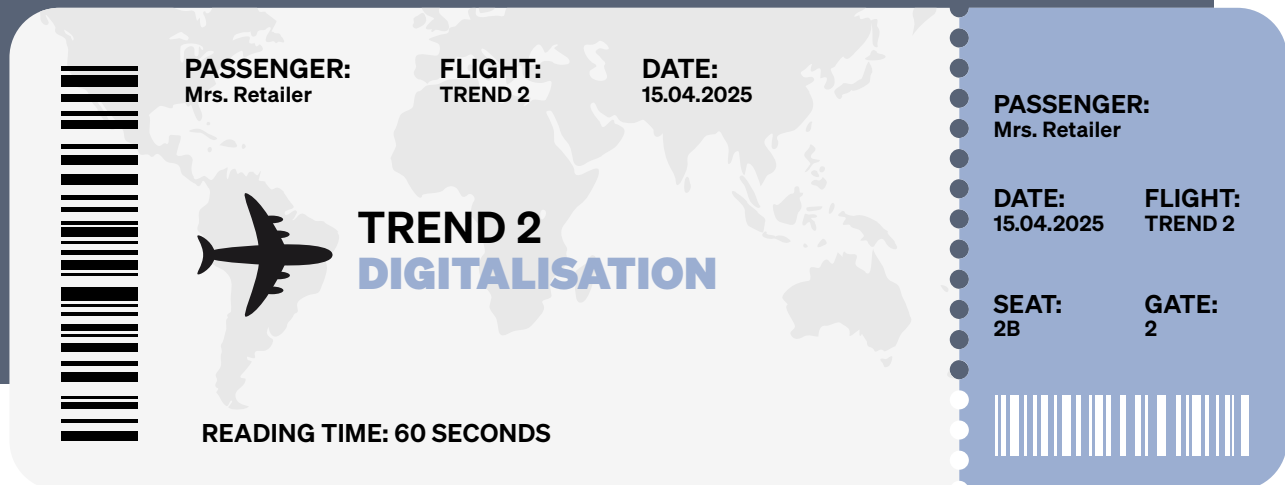 PASSENGER:
Mrs. Retailer
FLIGHT:
TREND 2
DATE:
15.04.2025
TREND 2
DIGITALISATION
READING TIME: 60 SECONDS
PASSENGER:
Mrs. Retailer
DATE:
15.04.2025
FLIGHT:
TREND 2
SEAT:
2B
GATE:
2